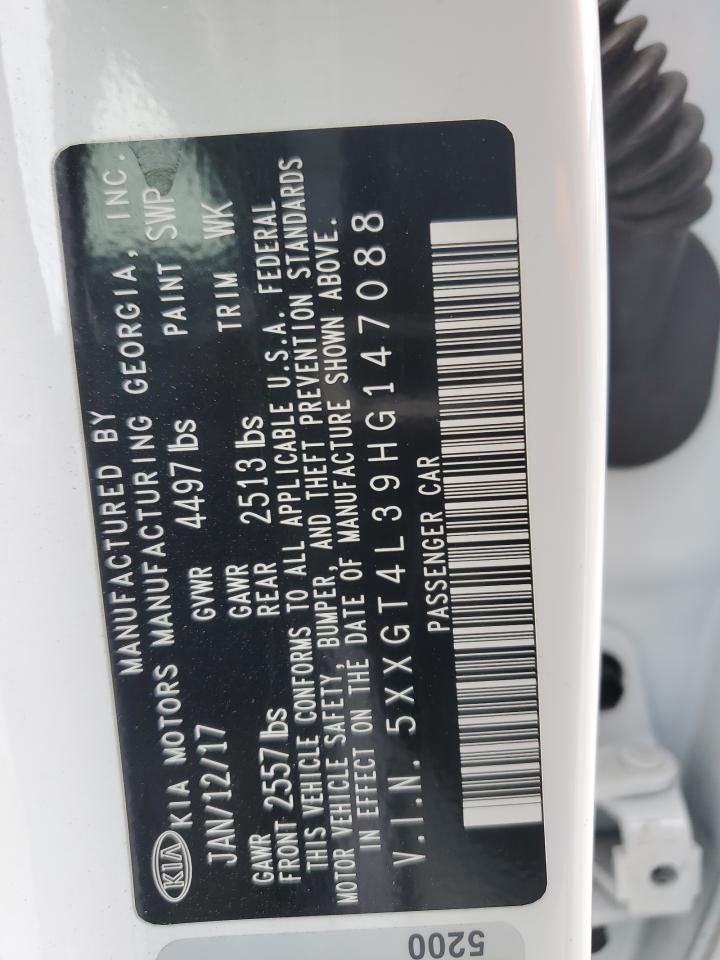 MANUFACTURED BY
KIA KIA MOTORS MANUFACTURING GEORGIA, INC.
JAN/12/17 GVWR 4497 lbs PAINT SWP
GAWR GAWR
FRONT 2557 lbs REAR 2513 lbs TRIM WK
THIS VEHICLE CONFORMS TO ALL APPLICABLE U.S.A. FEDERAL
MOTOR VEHICLE SAFETY, BUMPER, AND THEFT PREVENTION STANDARDS
IN EFFECT ON THE DATE OF MANUFACTURE SHOWN ABOVE.
V.I.N. 5XXGT4L39HG147088
PASSENGER CAR
5200